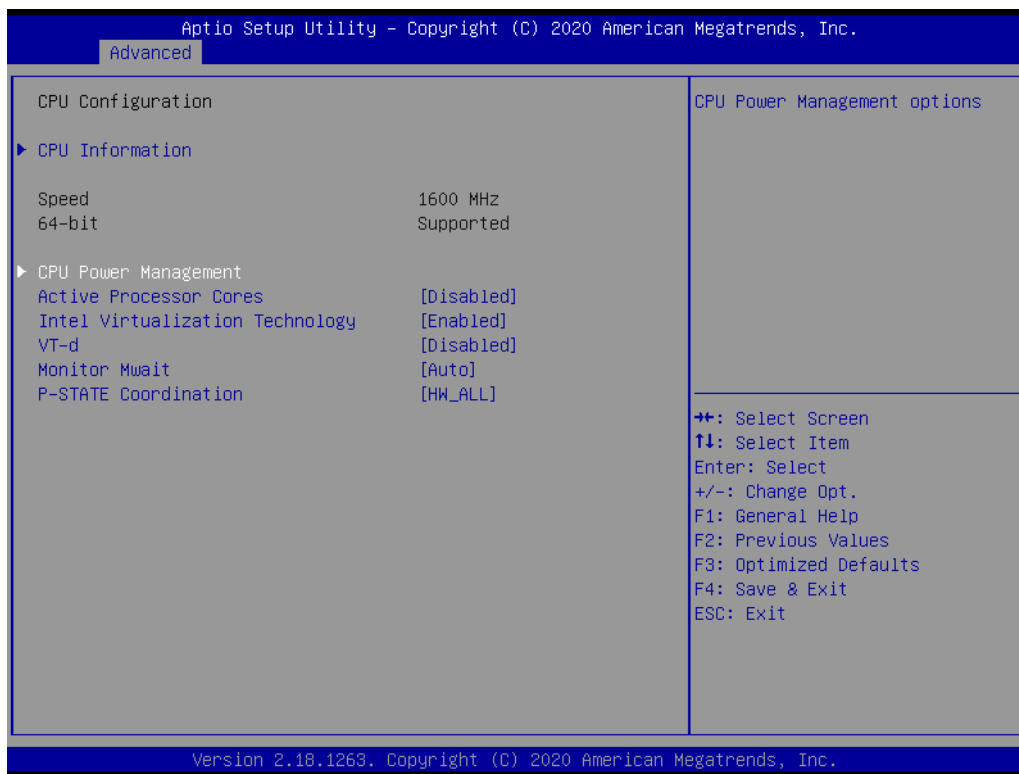 Aptio Setup Utility – Copyright (C) 2020 American Megatrends, Inc.
Advanced
CPU Configuration
CPU Information
Speed 1600 MHz
64-bit Supported
CPU Power Management
Active Processor Cores [Disabled]
Intel Virtualization Technology [Enabled]
VT-d [Disabled]
Monitor Mwait [Auto]
P-STATE Coordination [HW_ALL]
CPU Power Management options
→←: Select Screen
↑↓: Select Item
Enter: Select
+/-: Change Opt.
F1: General Help
F2: Previous Values
F3: Optimized Defaults
F4: Save & Exit
ESC: Exit
Version 2.18.1263. Copyright (C) 2020 American Megatrends, Inc.